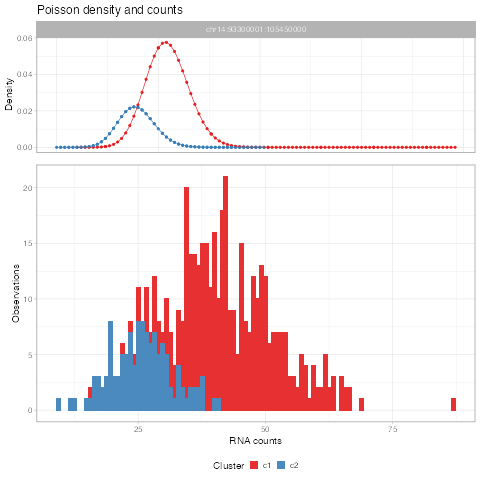 Poisson density and counts
chr14:93300001:105450000
Density
0.06
0.04
0.02
0.00
Observations
20
15
10
5
0
25
50
75
RNA counts
Cluster c1 c2